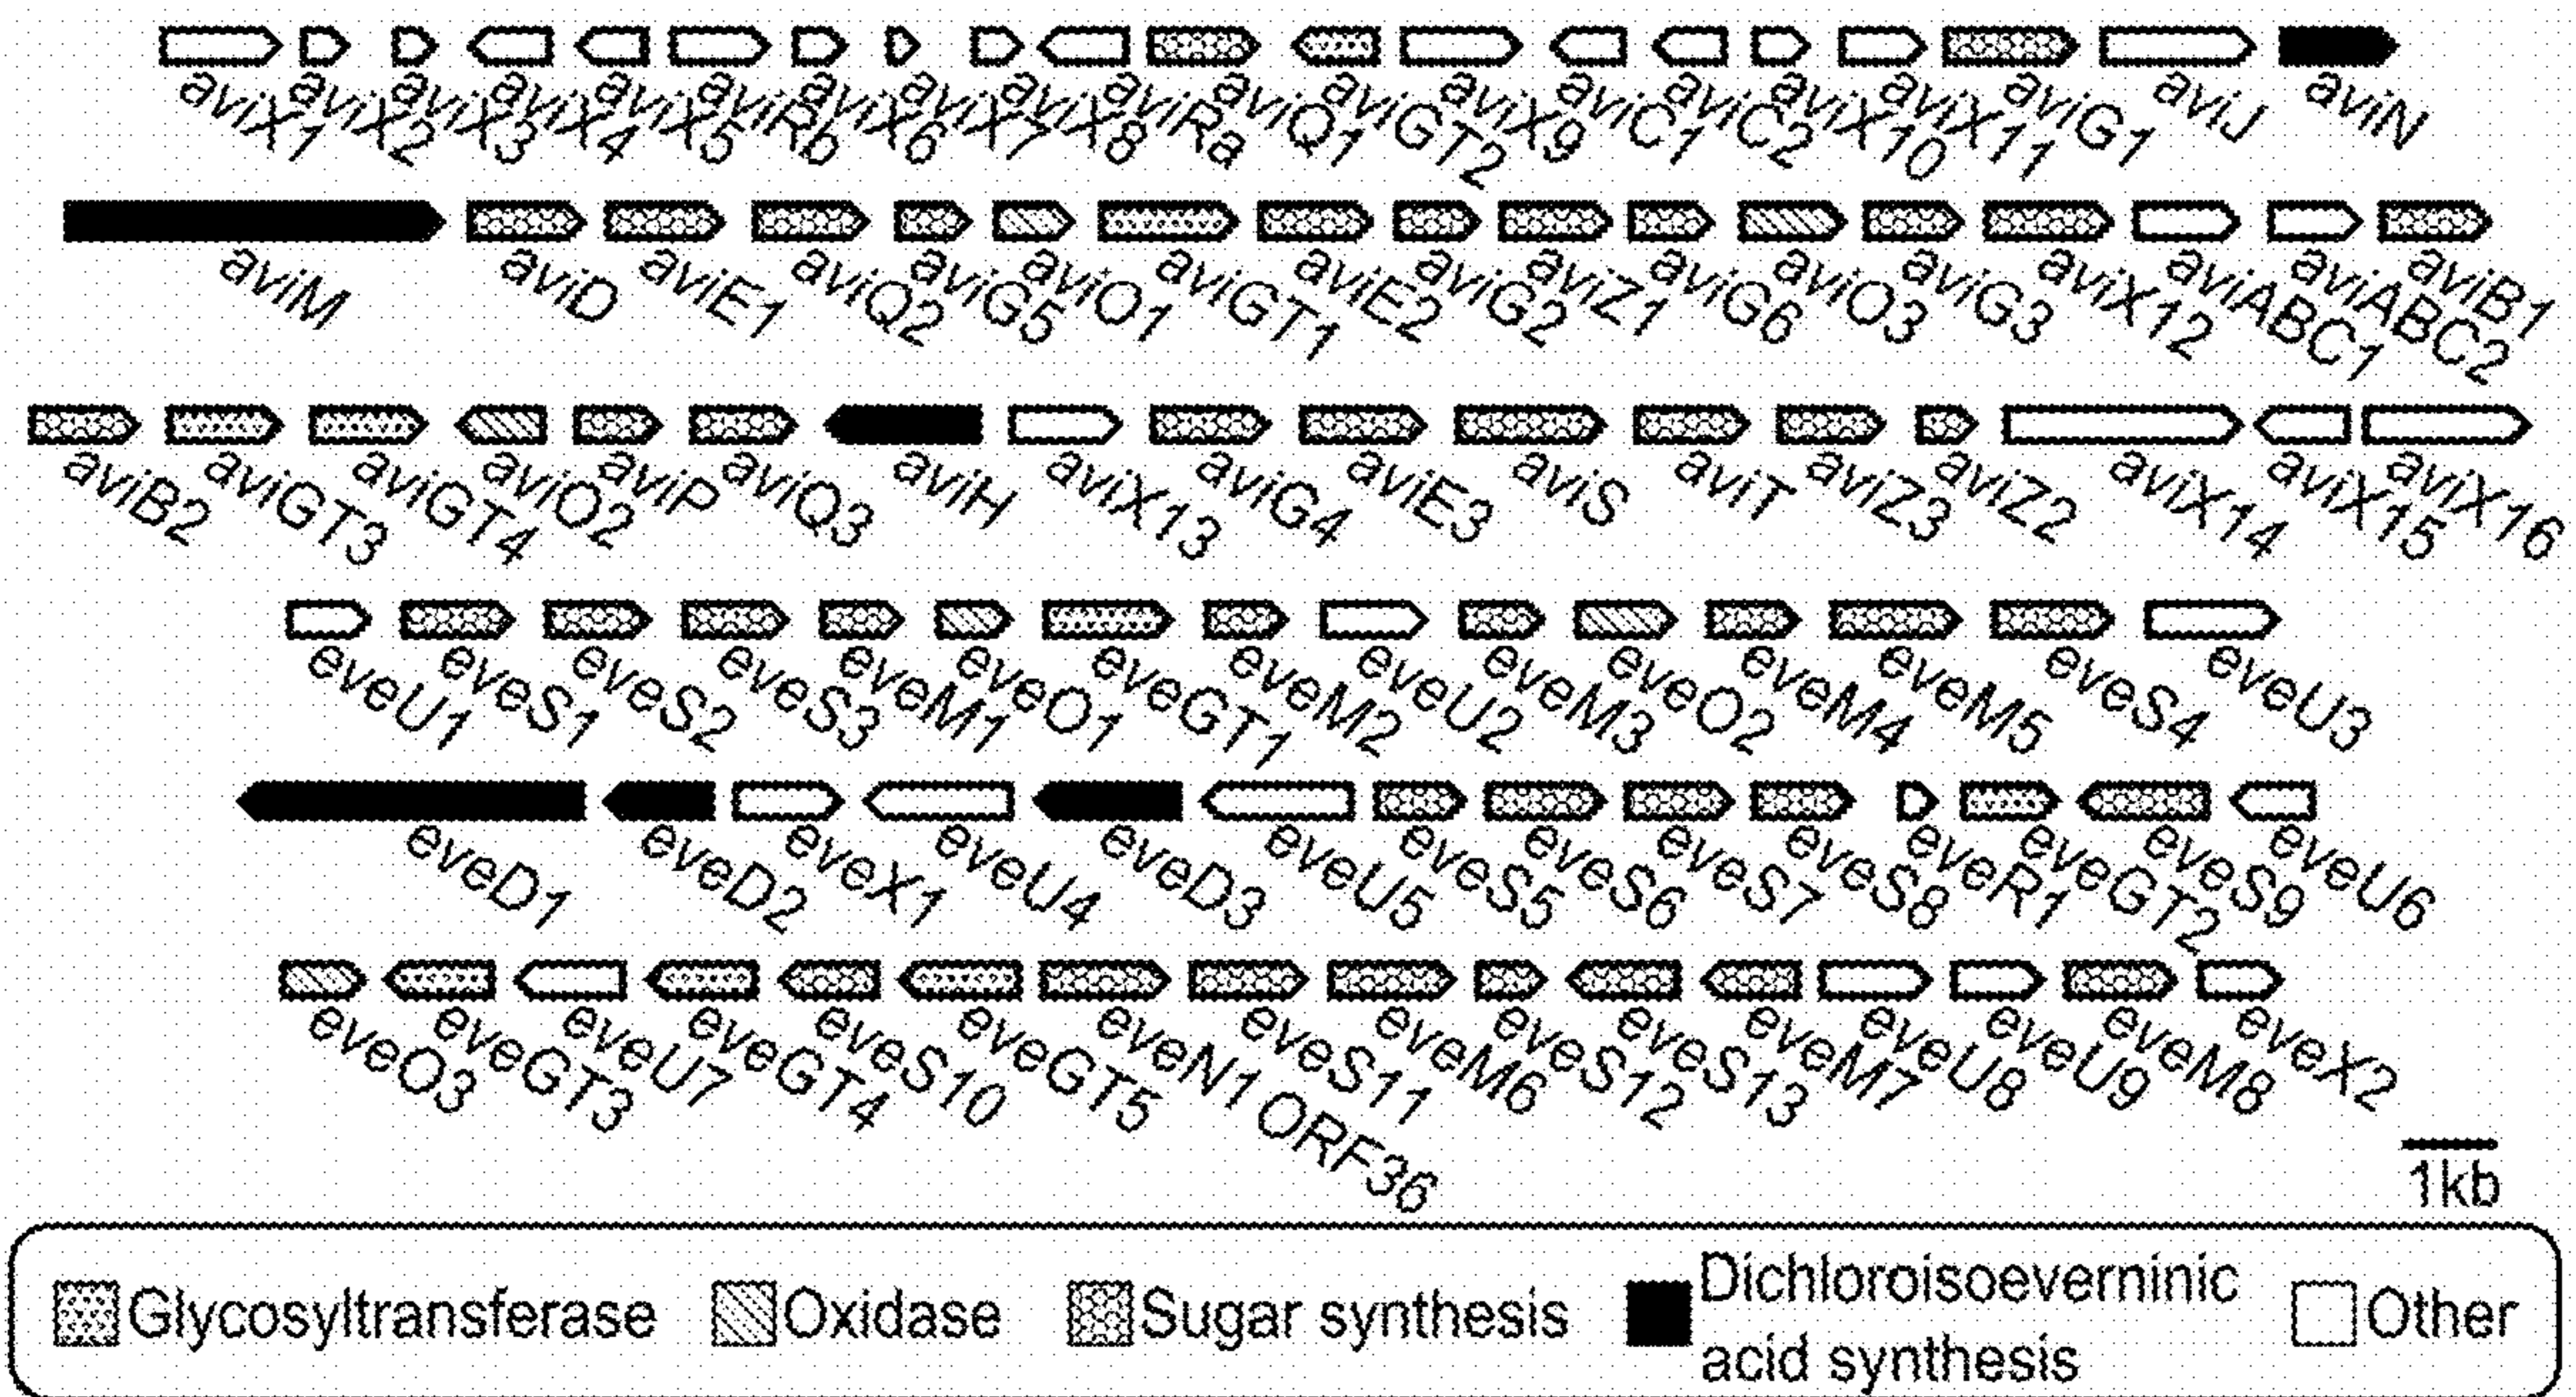 aviX1 aviX2 aviX3 aviX4 aviX5 aviRb aviX6 aviX7 aviX8 aviRa aviQ1 aviGT2 aviX9 aviC1 aviC2 aviX10 aviX11 aviG1 aviJ aviN
aviM aviD aviE1 aviQ2 aviG5 aviO1 aviGT1 aviE2 aviG2 aviZ1 aviG6 aviO3 aviG3 aviX12 aviABC1 aviABC2 aviB1
aviB2 aviGT3 aviGT4 aviO2 aviP aviQ3 aviH aviX13 aviG4 aviE3 aviS aviT aviZ3 aviZ2 aviX14 aviX15 aviX16
eveU1 eveS1 eveS2 eveS3 eveM1 eveO1 eveGT1 eveM2 eveU2 eveM3 eveO2 eveM4 eveM5 eveS4 eveU3
eveD1 eveD2 eveX1 eveU4 eveD3 eveU5 eveS5 eveS6 eveS7 eveS8 eveR1 eveGT2 eveS9 eveU6
eveO3 eveGT3 eveU7 eveGT4 eveS10 eveGT5 eveN1 ORF36 eveS11 eveM6 eveS12 eveS13 eveM7 eveU8 eveU9 eveM8 eveX2
1kb
Glycosyltransferase Oxidase Sugar synthesis Dichloroisoeverninic Other
acid synthesis